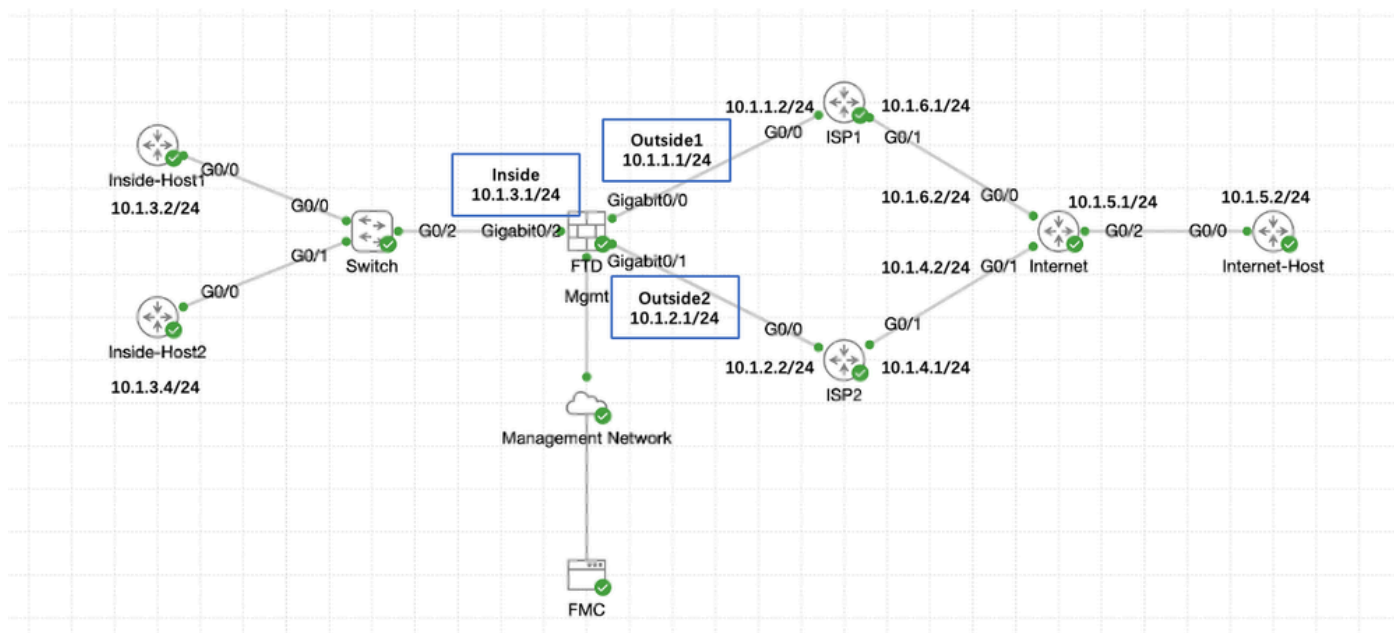 10.1.1.2/24
10.1.6.1/24
G0/0
ISP1
G0/1
Outside1
10.1.1.1/24
Inside
10.1.3.1/24
G0/0
Inside-Host1
10.1.3.2/24
G0/0
Gigabit0/0
10.1.6.2/24
G0/0
10.1.5.1/24
10.1.5.2/24
G0/2
Gigabit0/2
G0/2
G0/0
G0/1
Switch
FTD
Gigabit0/1
10.1.4.2/24
G0/1
Internet
Internet-Host
G0/0
Mgmt
Outside2
10.1.2.1/24
G0/0
G0/1
Inside-Host2
10.1.2.2/24
10.1.4.1/24
10.1.3.4/24
ISP2
Management Network
FMC